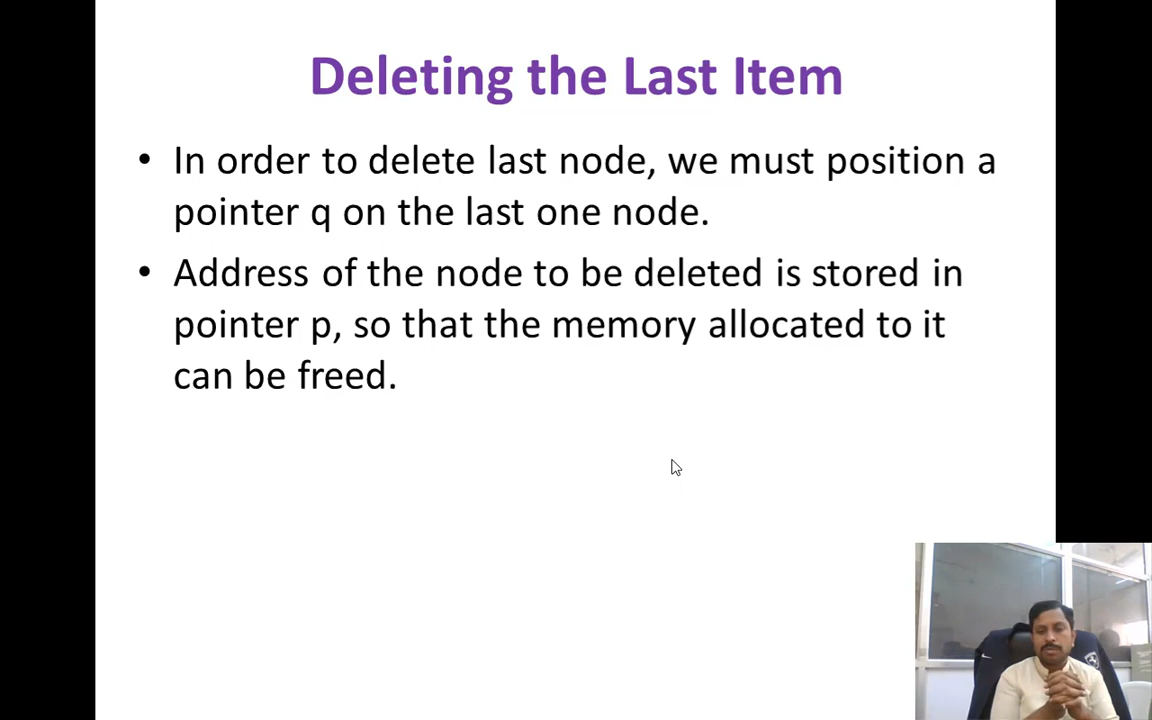 Deleting the Last Item
• In order to delete last node, we must position a
pointer q on the last one node.
• Address of the node to be deleted is stored in
pointer p, so that the memory allocated to it
can be freed.